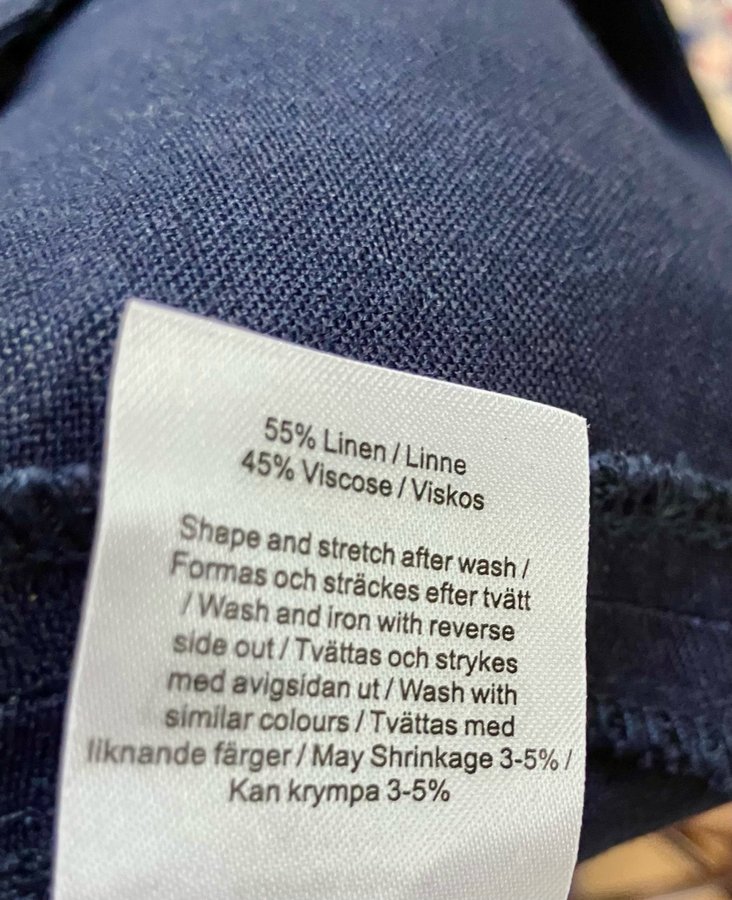 55% Linen / Linne
45% Viscose / Viskos
Shape and stretch after wash /
Formas och sträckes efter tvätt
/ Wash and iron with reverse
side out / Tvättas och strykes
med avigsidan ut / Wash with
similar colours / Tvättas med
liknande färger / May Shrinkage 3-5% /
Kan krympa 3-5%